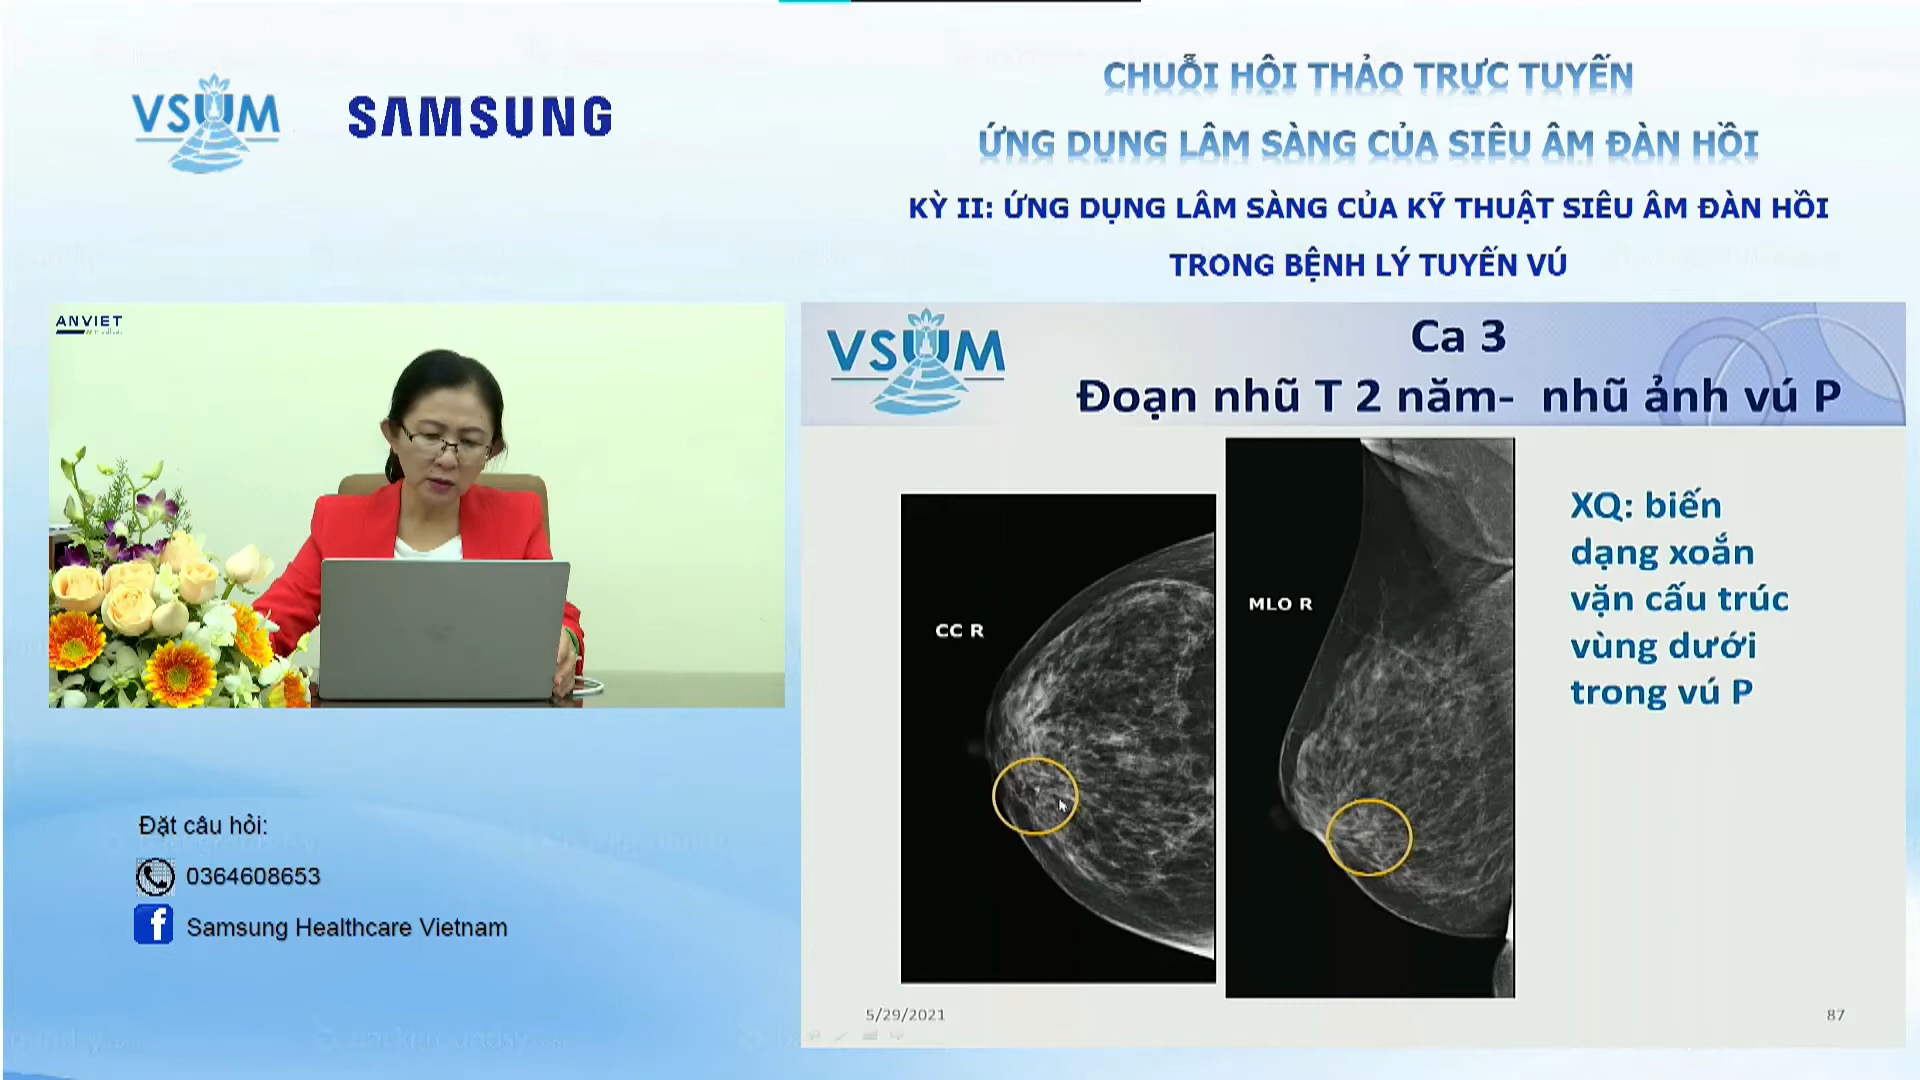 VSUM
SAMSUNG
CHUỖI HỘI THẢO TRỰC TUYẾN
ỨNG DỤNG LÂM SÀNG CỦA SIÊU ÂM ĐÀN HỒI
KỲ II: ỨNG DỤNG LÂM SÀNG CỦA KỸ THUẬT SIÊU ÂM ĐÀN HỒI
TRONG BỆNH LÝ TUYẾN VÚ
ANVIET
VSUM
Ca 3
Đoạn nhũ T 2 năm- nhũ ảnh vú P
CC R
MLO R
XQ: biến
dạng xoắn
vặn cấu trúc
vùng dưới
trong vú P
5/29/2021
87
Đặt câu hỏi:
0364608653
Samsung Healthcare Vietnam